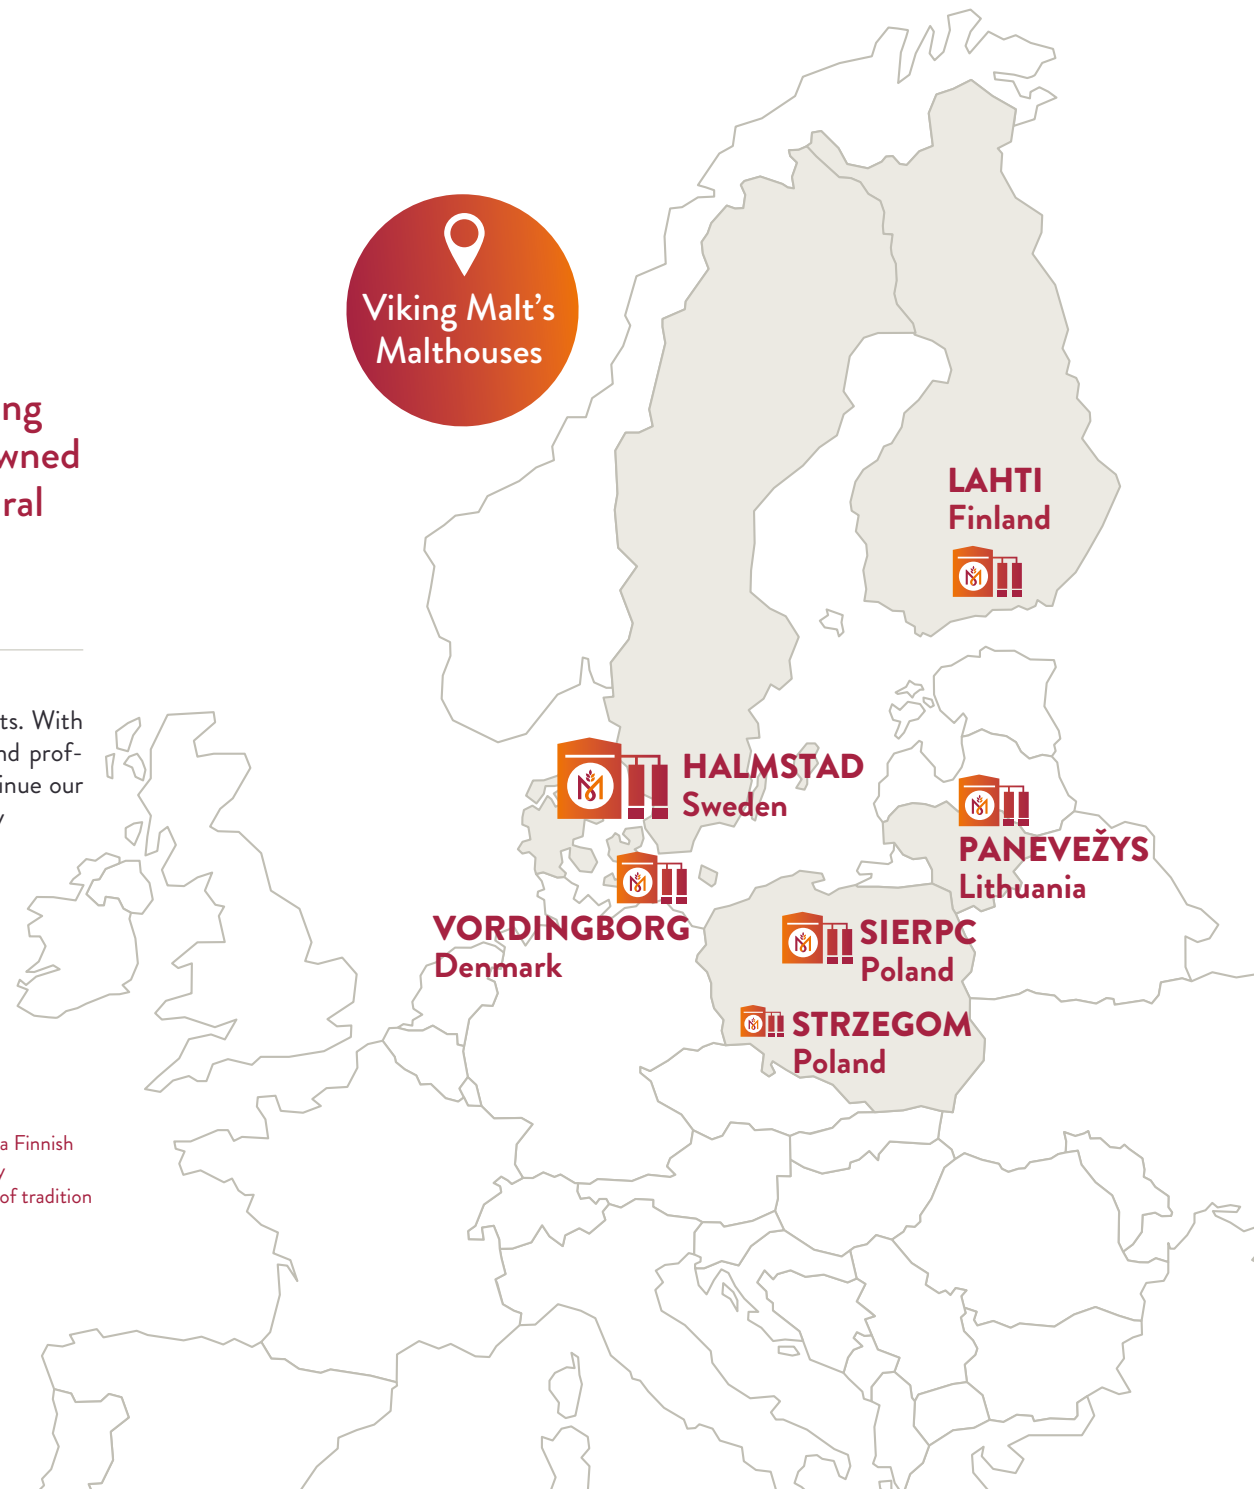 Viking Malt's
Malthouses
ng
wned
ral
ts. With
nd prof-
inue our
a Finnish
y
of tradition
LAHTI
Finland
HALMSTAD
Sweden
PANEVEŽYS
Lithuania
VORDINGBORG
Denmark
SIERPC
Poland
STRZEGOM
Poland